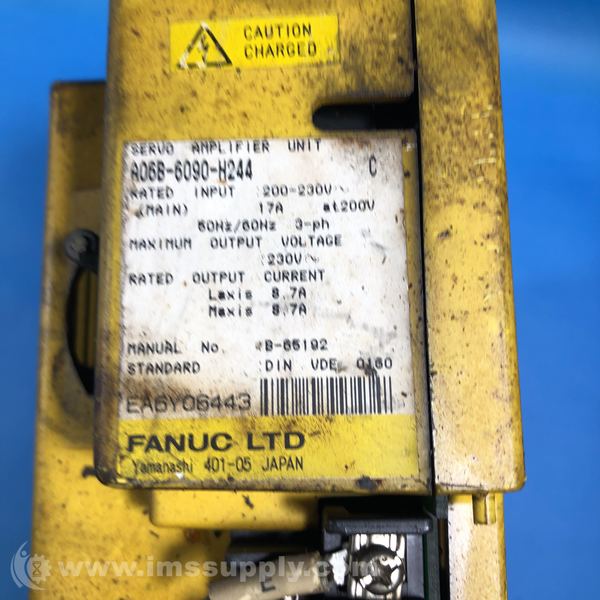 CAUTION
CHARGED
SERVO AMPLIFIER UNIT
A06B-6090-H244 C
RATED INPUT :200-230V~
(MAIN) 17A at200V
50Hz/60Hz 3-ph
MAXIMUM OUTPUT VOLTAGE
:230V~
RATED OUTPUT CURRENT
Laxis 8.7A
Maxis 8.7A
MANUAL No. :B-65192
STANDARD :DIN VDE 0160
EA6Y06443
FANUC LTD
Yamanashi 401-05 JAPAN
E
www.imssupply.com